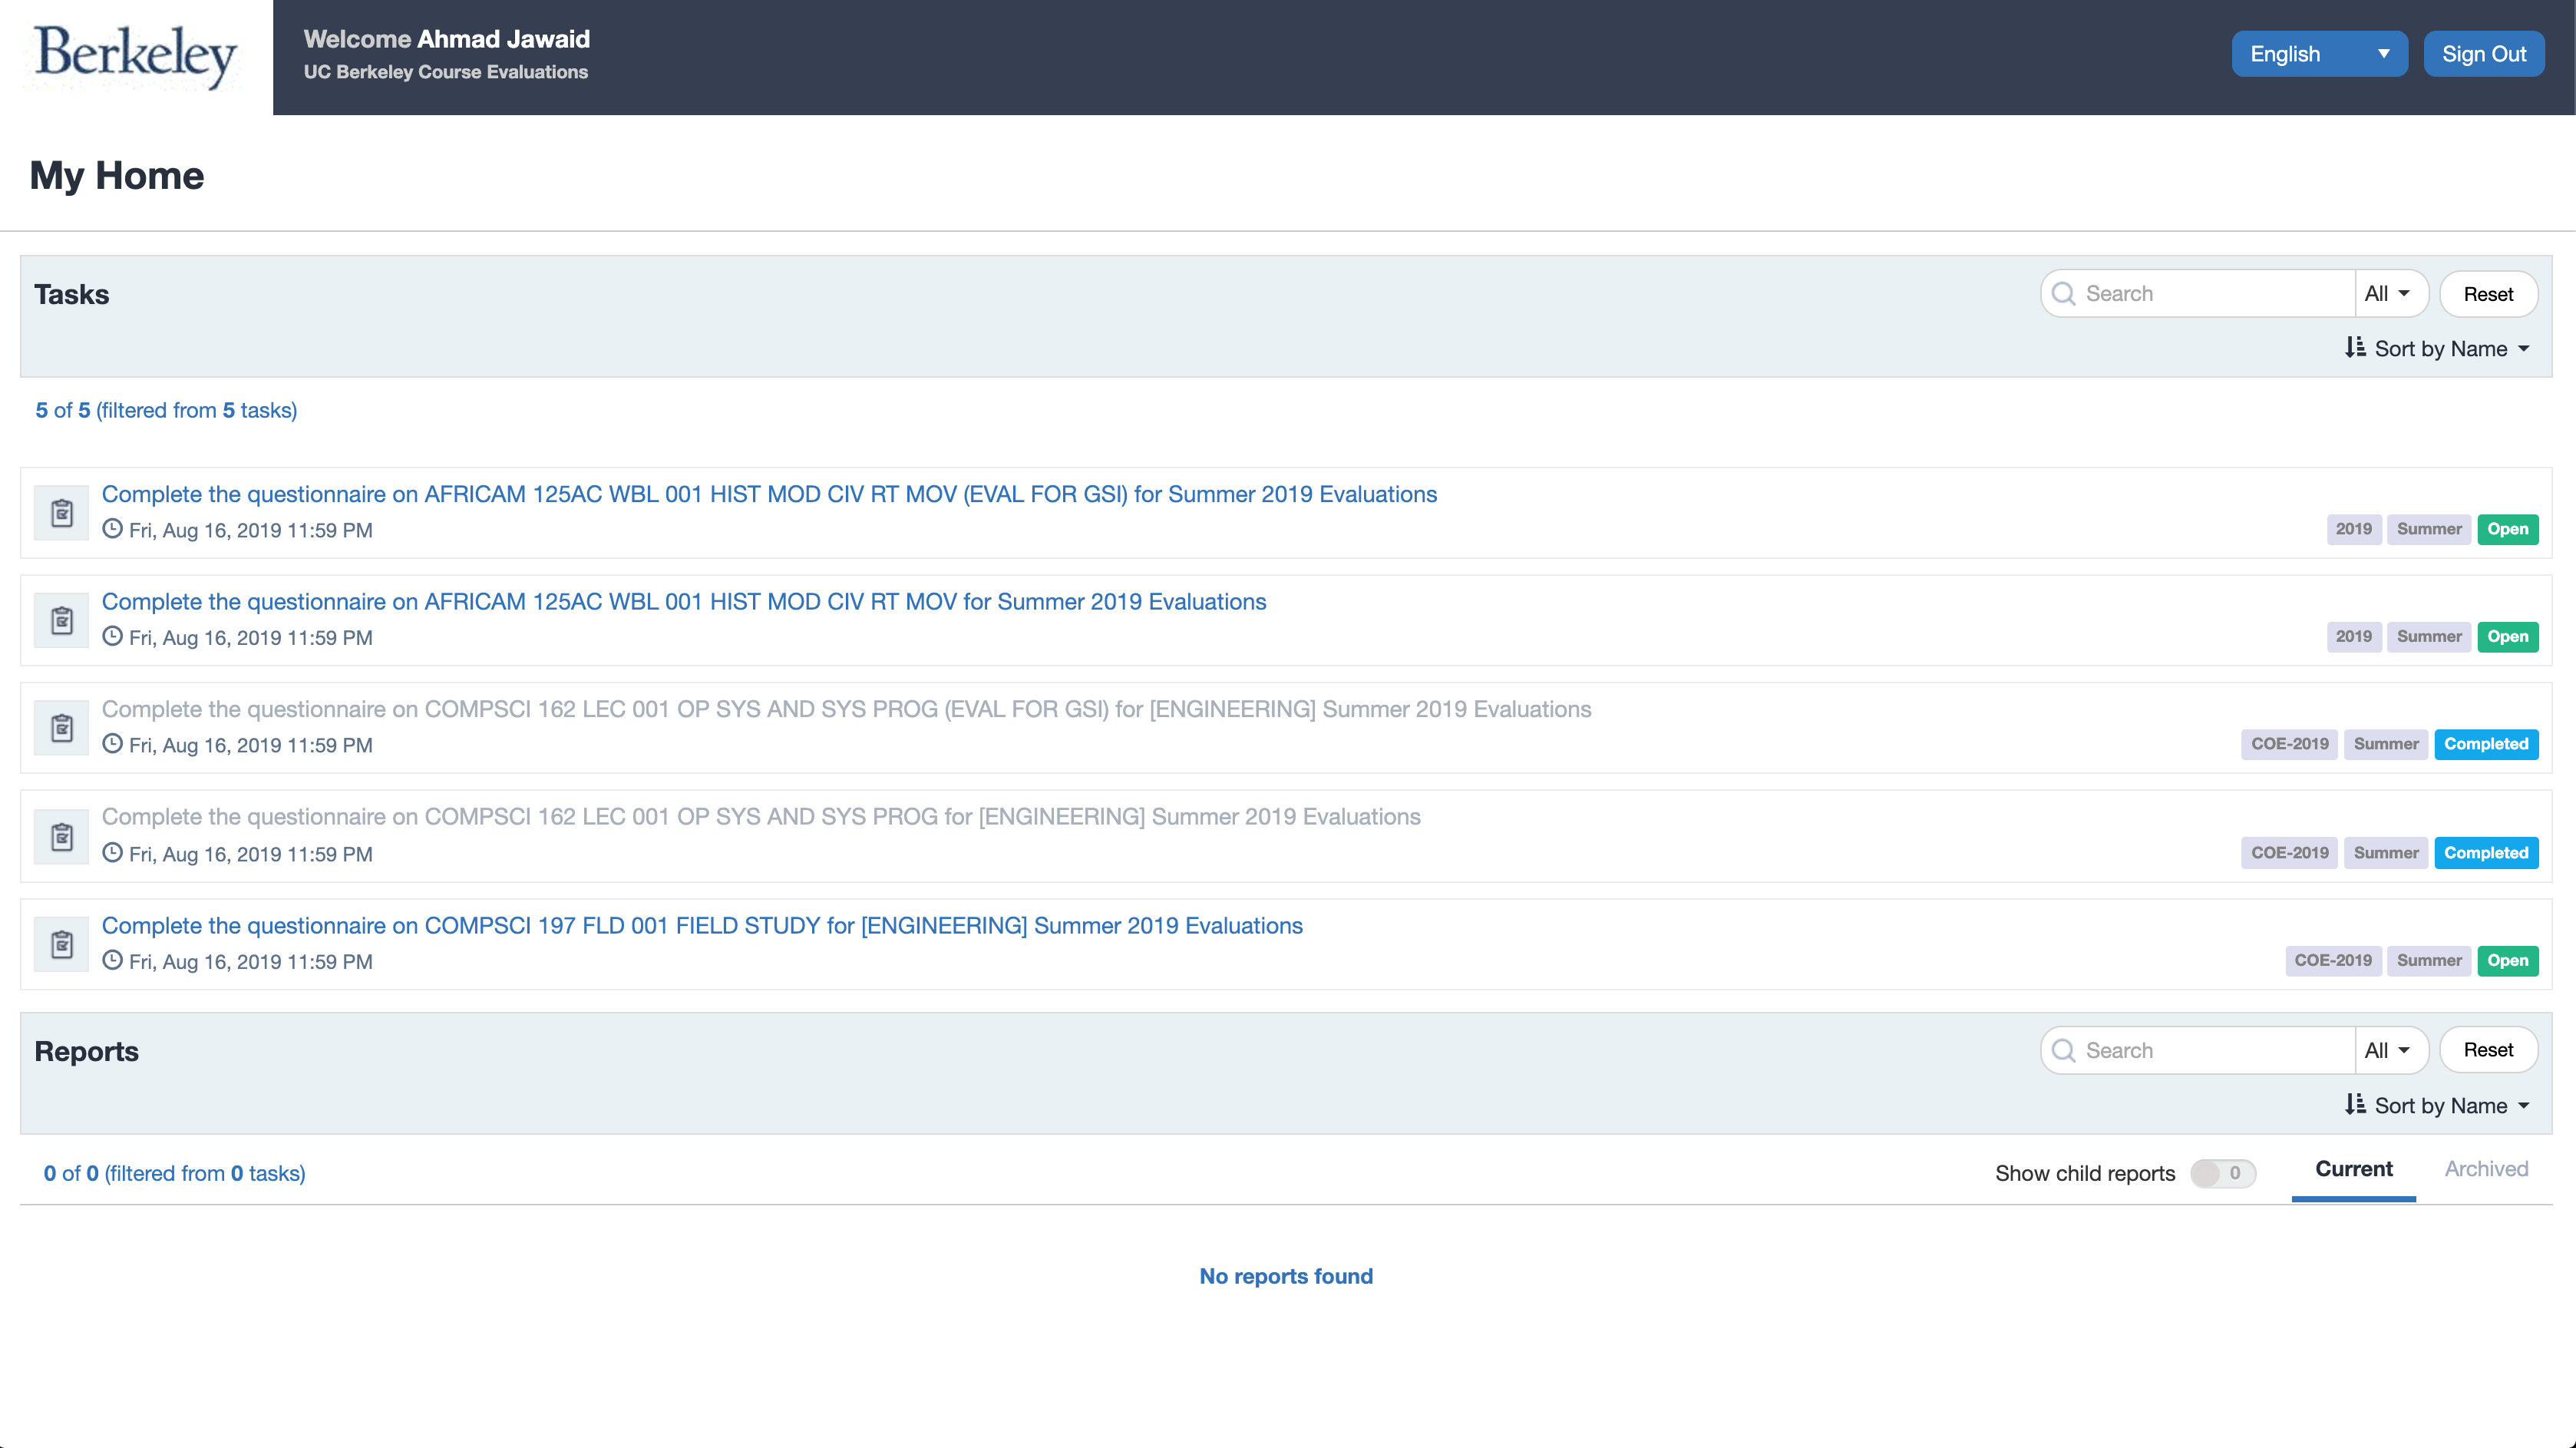 Berkeley
Welcome Ahmad Jawaid
UC Berkeley Course Evaluations
English
Sign Out
My Home
Tasks
Search
All
Reset
Sort by Name
5 of 5 (filtered from 5 tasks)
Complete the questionnaire on AFRICAM 125AC WBL 001 HIST MOD CIV RT MOV (EVAL FOR GSI) for Summer 2019 Evaluations
Fri, Aug 16, 2019 11:59 PM
2019 Summer Open
Complete the questionnaire on AFRICAM 125AC WBL 001 HIST MOD CIV RT MOV for Summer 2019 Evaluations
Fri, Aug 16, 2019 11:59 PM
2019 Summer Open
Complete the questionnaire on COMPSCI 162 LEC 001 OP SYS AND SYS PROG (EVAL FOR GSI) for [ENGINEERING] Summer 2019 Evaluations
Fri, Aug 16, 2019 11:59 PM
COE-2019 Summer Completed
Complete the questionnaire on COMPSCI 162 LEC 001 OP SYS AND SYS PROG for [ENGINEERING] Summer 2019 Evaluations
Fri, Aug 16, 2019 11:59 PM
COE-2019 Summer Completed
Complete the questionnaire on COMPSCI 197 FLD 001 FIELD STUDY for [ENGINEERING] Summer 2019 Evaluations
Fri, Aug 16, 2019 11:59 PM
COE-2019 Summer Open
Reports
Search
All
Reset
Sort by Name
0 of 0 (filtered from 0 tasks)
Show child reports 0
Current
Archived
No reports found